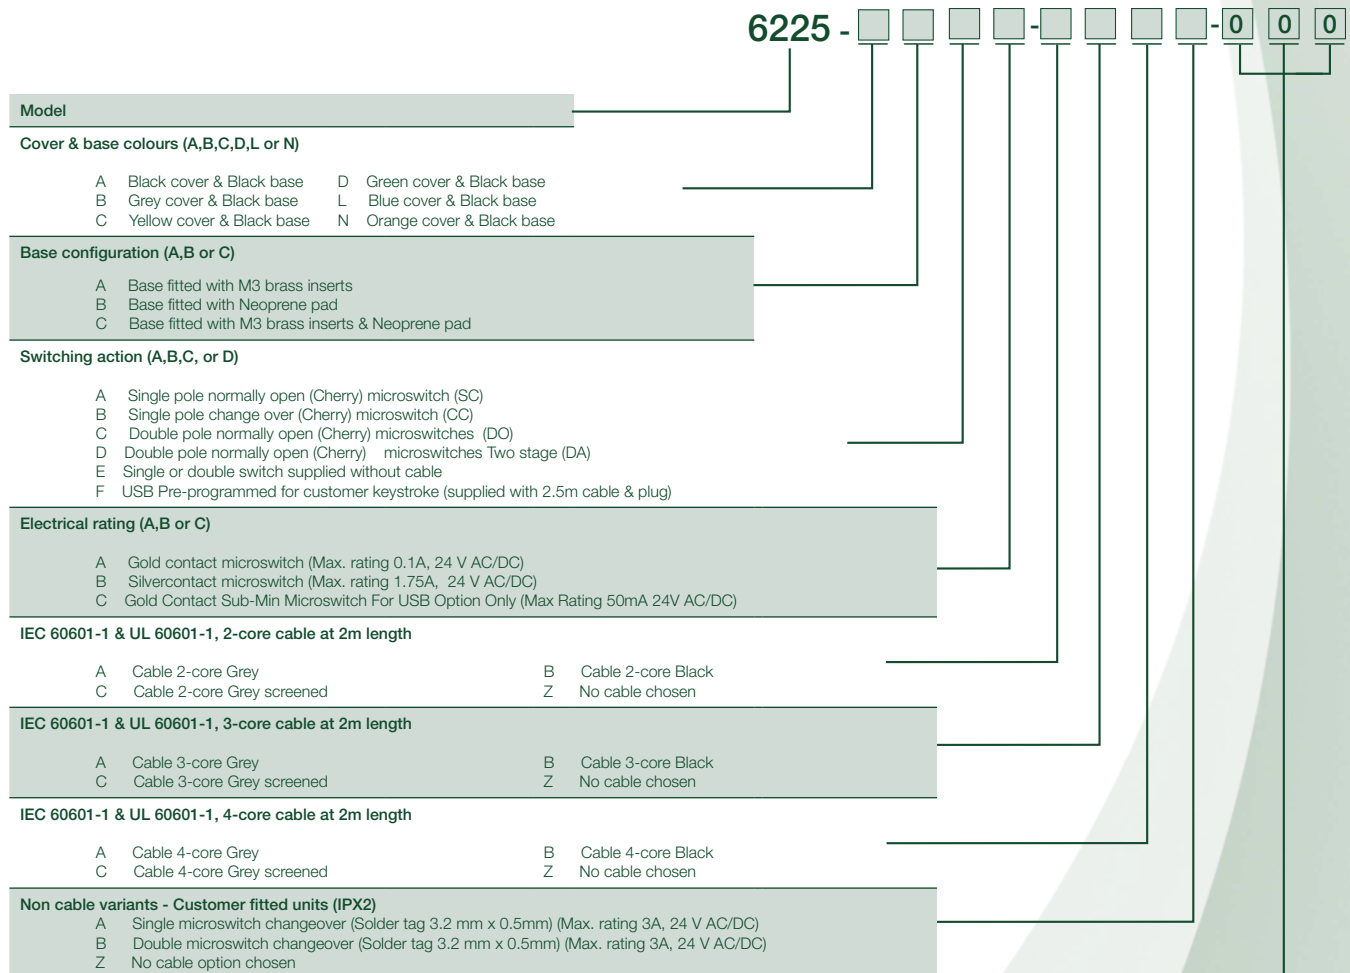 6225 - - - 0 0 0
Model
Cover & base colours (A,B,C,D,L or N)
A Black cover & Black base D Green cover & Black base
B Grey cover & Black base L Blue cover & Black base
C Yellow cover & Black base N Orange cover & Black base
Base configuration (A,B or C)
A Base fitted with M3 brass inserts
B Base fitted with Neoprene pad
C Base fitted with M3 brass inserts & Neoprene pad
Switching action (A,B,C, or D)
A Single pole normally open (Cherry) microswitch (SC)
B Single pole change over (Cherry) microswitch (CC)
C Double pole normally open (Cherry) microswitches (DO)
D Double pole normally open (Cherry) microswitches Two stage (DA)
E Single or double switch supplied without cable
F USB Pre-programmed for customer keystroke (supplied with 2.5m cable & plug)
Electrical rating (A,B or C)
A Gold contact microswitch (Max. rating 0.1A, 24 V AC/DC)
B Silvercontact microswitch (Max. rating 1.75A, 24 V AC/DC)
C Gold Contact Sub-Min Microswitch For USB Option Only (Max Rating 50mA 24V AC/DC)
IEC 60601-1 & UL 60601-1, 2-core cable at 2m length
A Cable 2-core Grey B Cable 2-core Black
C Cable 2-core Grey screened Z No cable chosen
IEC 60601-1 & UL 60601-1, 3-core cable at 2m length
A Cable 3-core Grey B Cable 3-core Black
C Cable 3-core Grey screened Z No cable chosen
IEC 60601-1 & UL 60601-1, 4-core cable at 2m length
A Cable 4-core Grey B Cable 4-core Black
C Cable 4-core Grey screened Z No cable chosen
Non cable variants - Customer fitted units (IPX2)
A Single microswitch changeover (Solder tag 3.2 mm x 0.5mm) (Max. rating 3A, 24 V AC/DC)
B Double microswitch changeover (Solder tag 3.2 mm x 0.5mm) (Max. rating 3A, 24 V AC/DC)
Z No cable option chosen